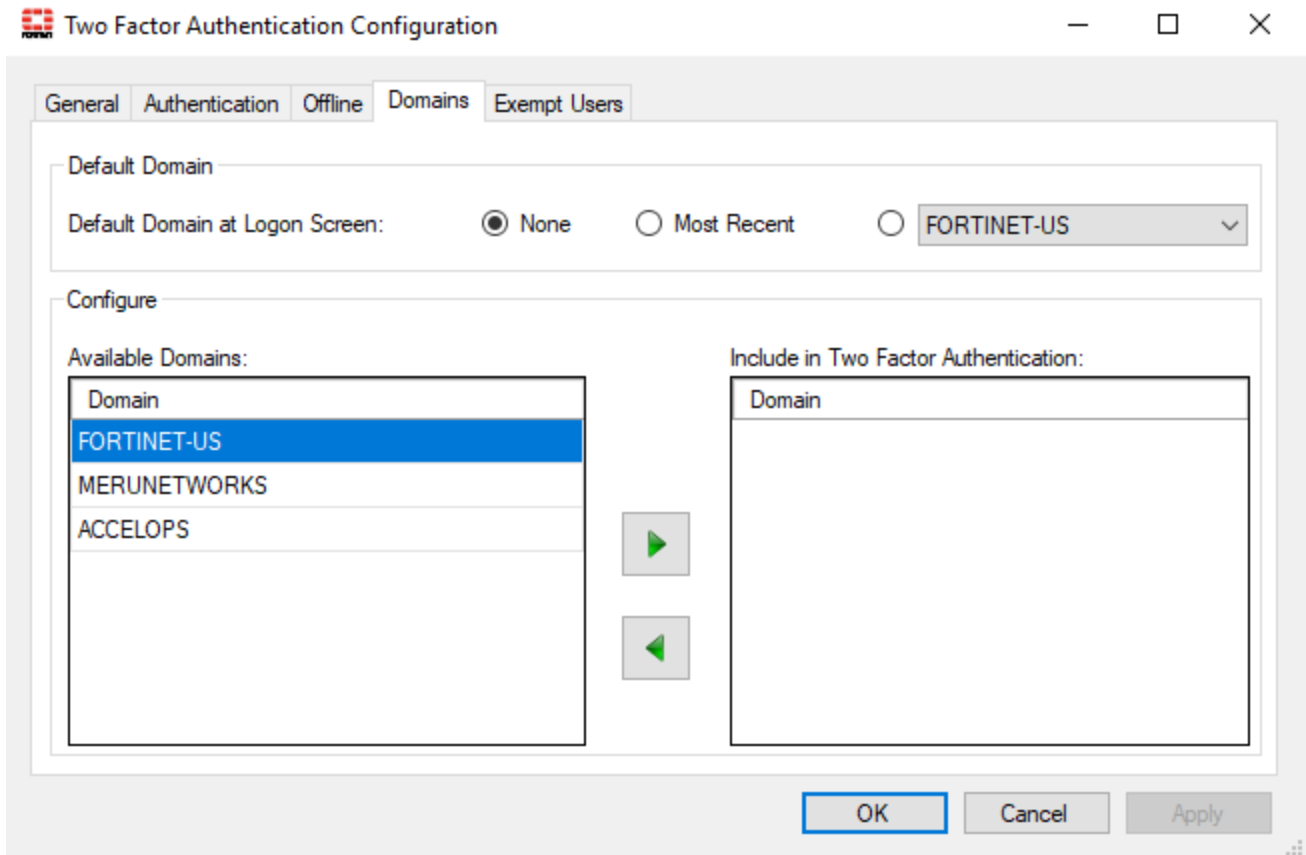 Two Factor Authentication Configuration
General Authentication Offline Domains Exempt Users
Default Domain
Default Domain at Logon Screen: None Most Recent FORTINET-US
Configure
Available Domains: Include in Two Factor Authentication:
Domain Domain
FORTINET-US
MERUNETWORKS
ACCELOPS
OK Cancel Apply